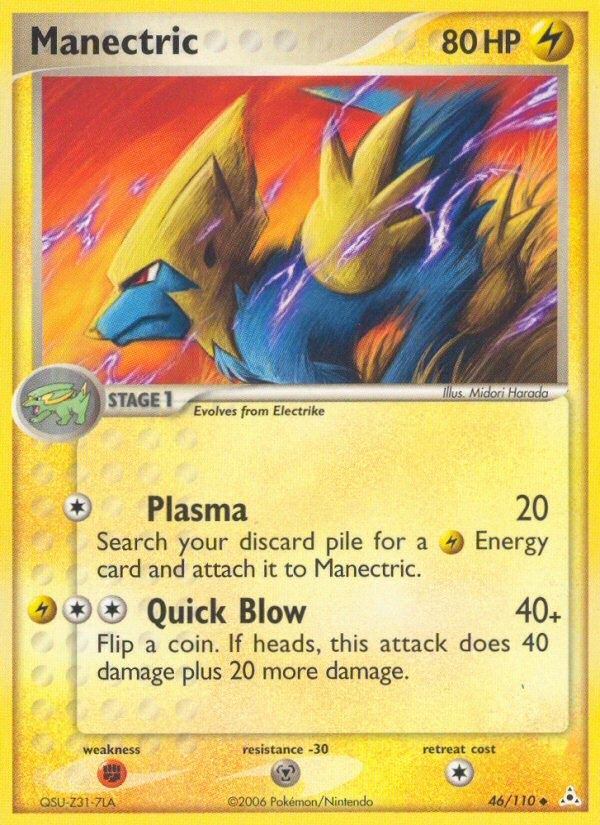 Manectric 80 HP
Illus. Midori Harada
STAGE 1
Evolves from Electrike
Plasma 20
Search your discard pile for a Energy
card and attach it to Manectric.
Quick Blow 40+
Flip a coin. If heads, this attack does 40
damage plus 20 more damage.
weakness resistance -30 retreat cost
QSU-Z31-7LA ©2006 Pokémon/Nintendo 46/110